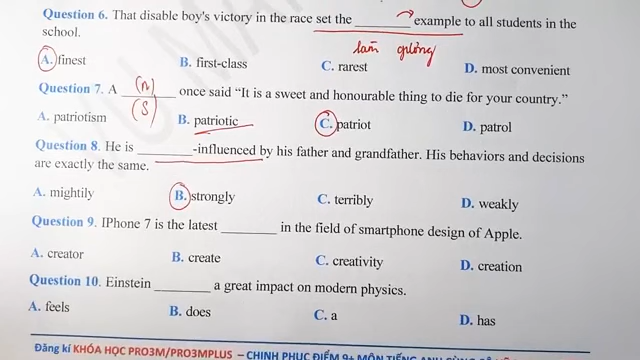 Question 6. That disable boy's victory in the race set the ________ example to all students in the
school.
làm gương
A. finest B. first-class C. rarest D. most convenient
(n)
Question 7. A ________ once said “It is a sweet and honourable thing to die for your country.”
(S)
A. patriotism B. patriotic C. patriot D. patrol
Question 8. He is ________-influenced by his father and grandfather. His behaviors and decisions
are exactly the same.
A. mightily B. strongly C. terribly D. weakly
Question 9. IPhone 7 is the latest ________ in the field of smartphone design of Apple.
A. creator B. create C. creativity D. creation
Question 10. Einstein ________ a great impact on modern physics.
A. feels B. does C. a D. has
Đăng kí KHÓA HỌC PRO3M/PRO3MPLUS – CHINH PHỤC ĐIỂM 9+ MÔN TIẾNG ANH CÙNG